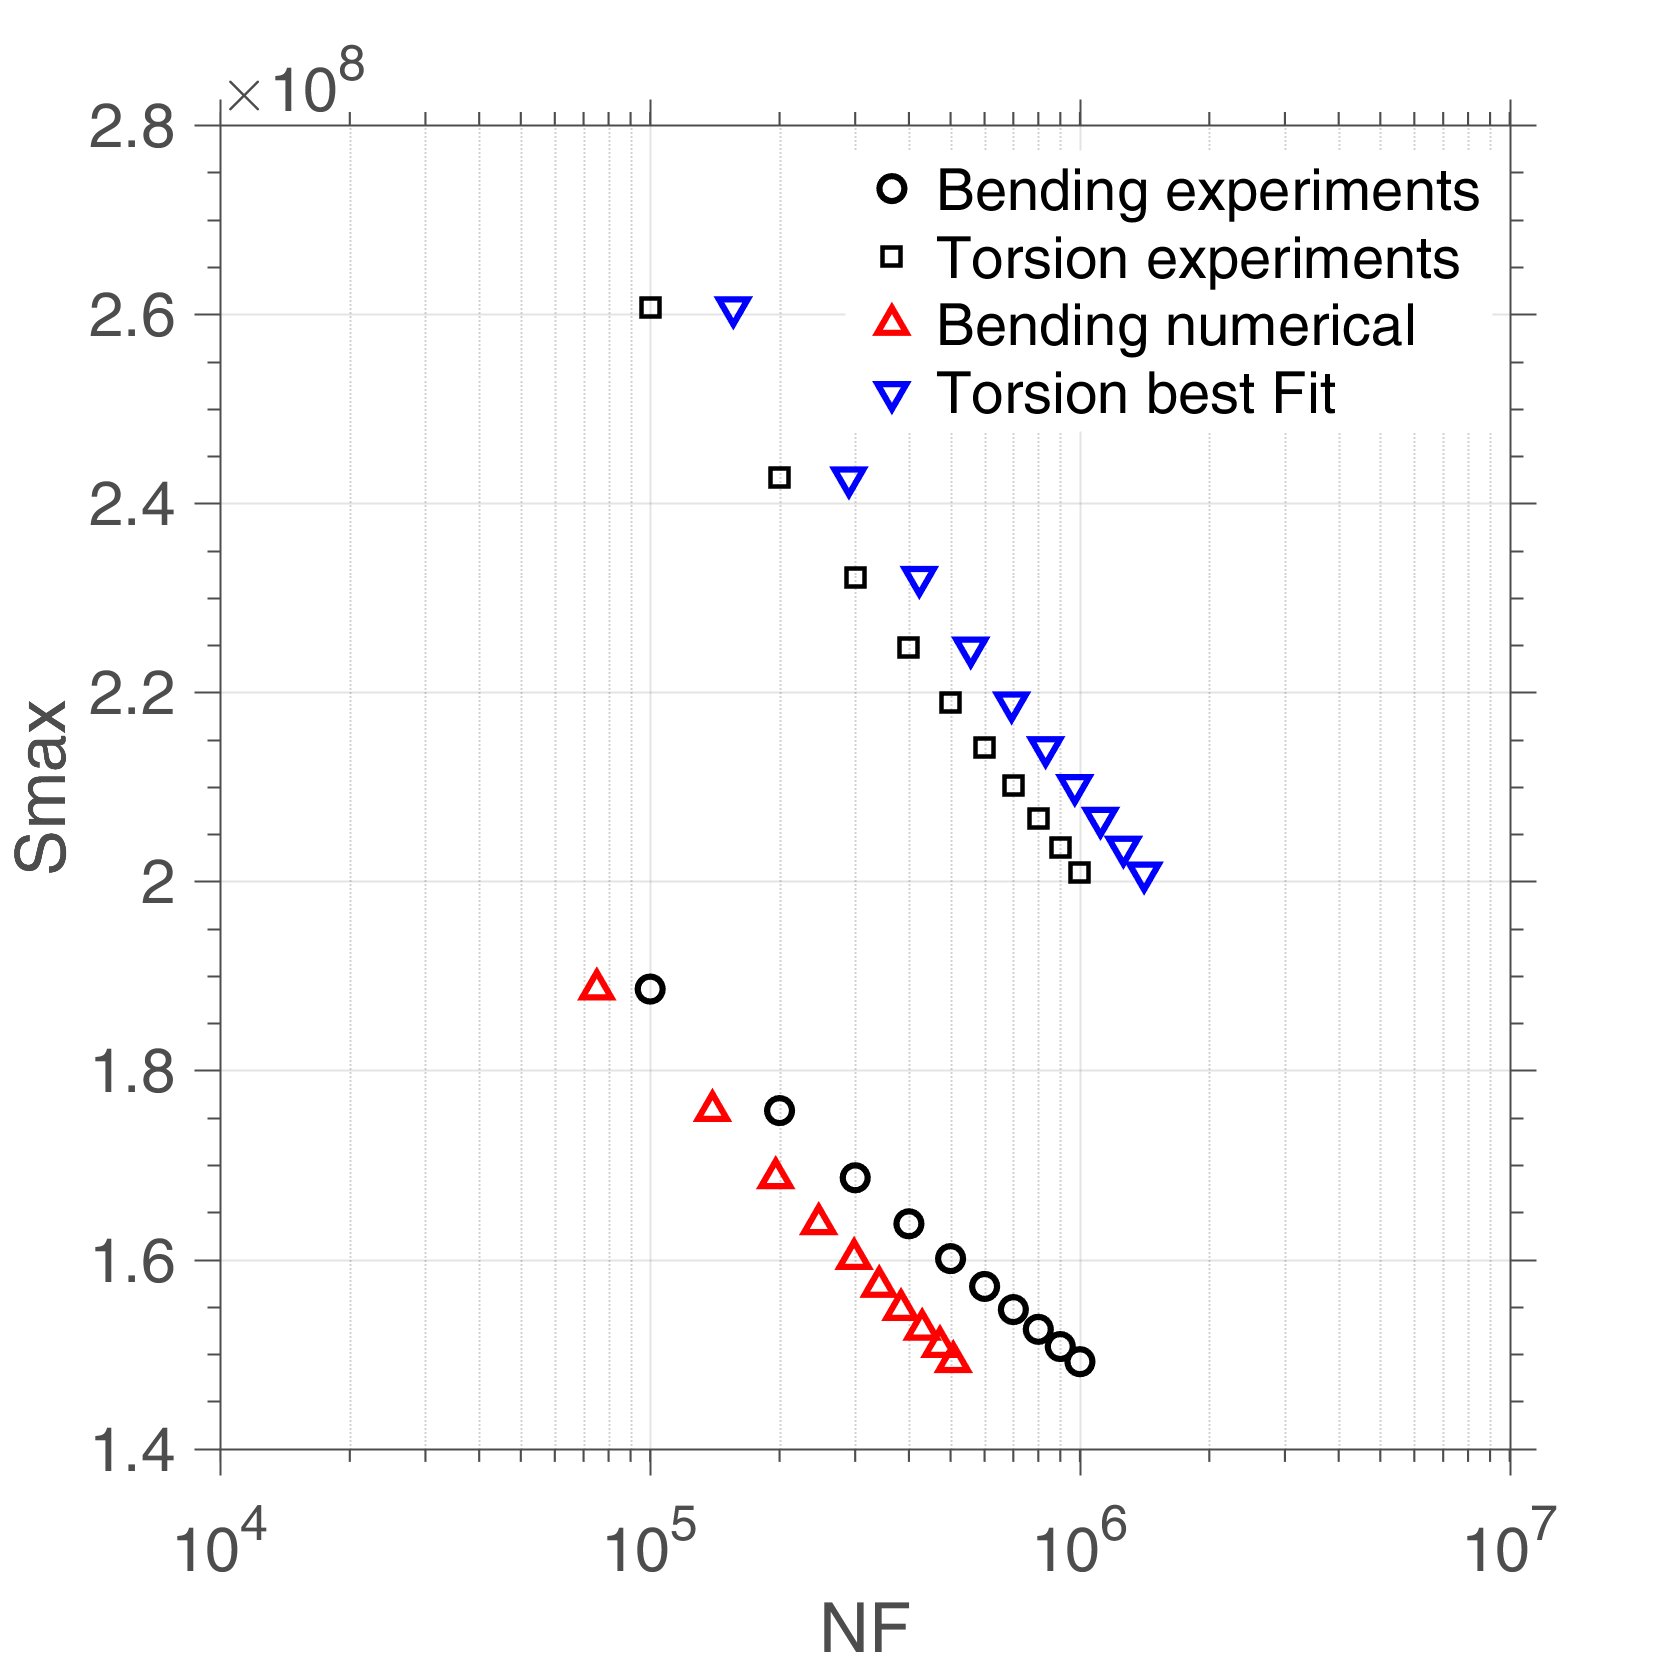 ×10^8
2.8
2.6
2.4
2.2
2
1.8
1.6
1.4
Smax
Bending experiments
Torsion experiments
Bending numerical
Torsion best Fit
10^4 10^5 10^6 10^7
NF